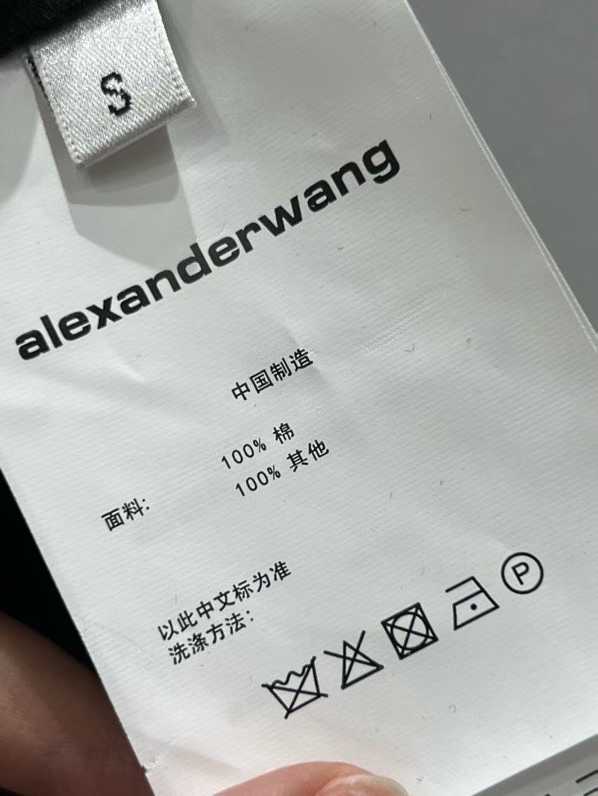 S
alexanderwang
中国制造
100% 棉
面料: 100% 其他
以此中文标为准
洗涤方法:
P